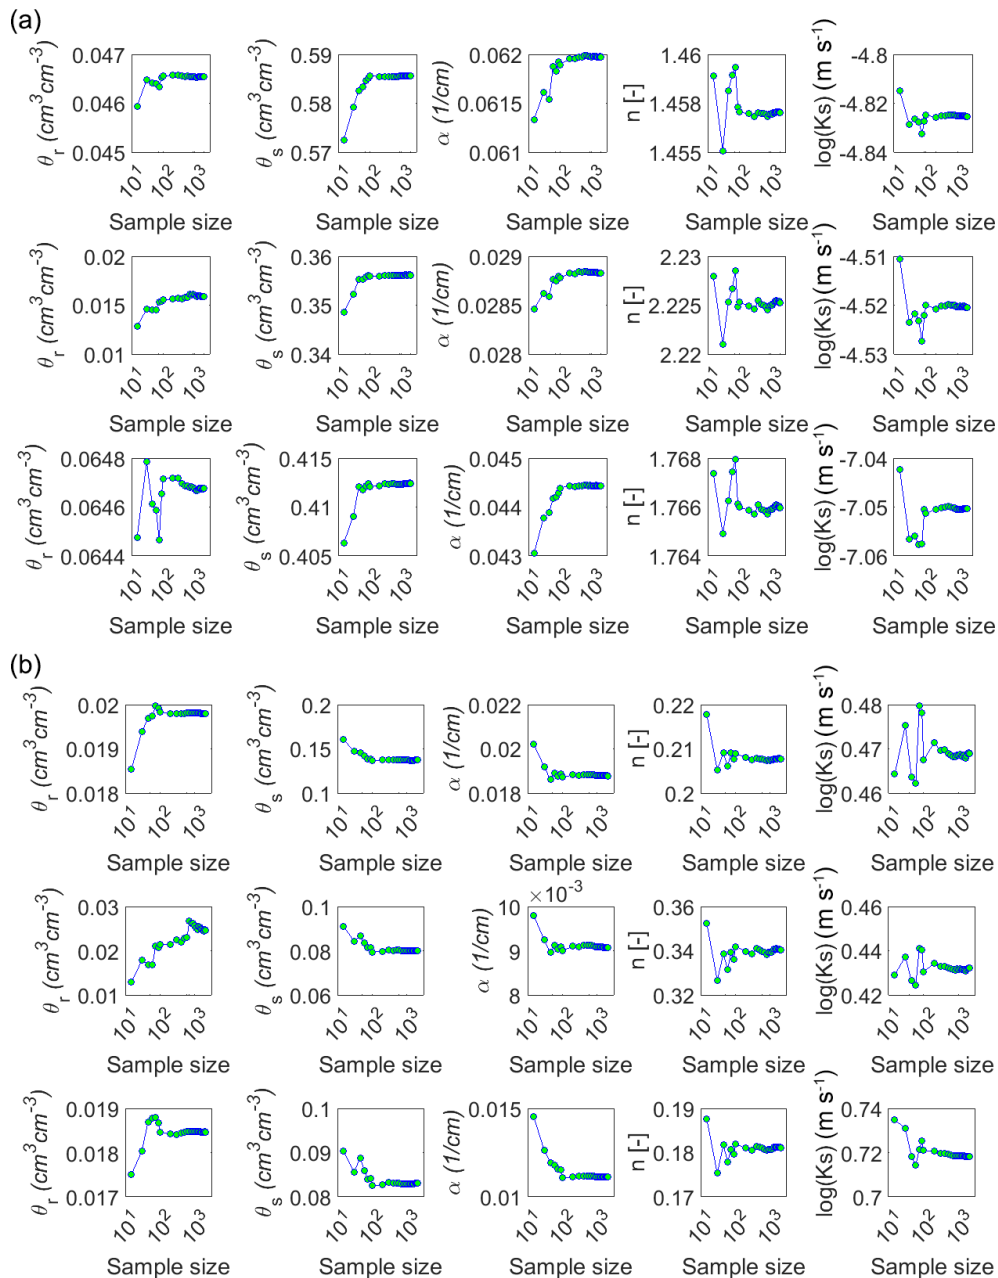 (a)
θr (cm³cm⁻³) 0.047 0.046 0.045 10¹ 10² 10³ Sample size
θs (cm³cm⁻³) 0.59 0.58 0.57 10¹ 10² 10³ Sample size
α (1/cm) 0.062 0.0615 0.061 10¹ 10² 10³ Sample size
n [-] 1.46 1.458 1.455 10¹ 10² 10³ Sample size
log(Ks) (m s⁻¹) -4.8 -4.82 -4.84 10¹ 10² 10³ Sample size
θr (cm³cm⁻³) 0.02 0.015 0.01 10¹ 10² 10³ Sample size
θs (cm³cm⁻³) 0.36 0.35 0.34 10¹ 10² 10³ Sample size
α (1/cm) 0.029 0.0285 0.028 10¹ 10² 10³ Sample size
n [-] 2.23 2.225 2.22 10¹ 10² 10³ Sample size
log(Ks) (m s⁻¹) -4.51 -4.52 -4.53 10¹ 10² 10³ Sample size
θr (cm³cm⁻³) 0.0648 0.0646 0.0644 10¹ 10² 10³ Sample size
θs (cm³cm⁻³) 0.415 0.41 0.405 10¹ 10² 10³ Sample size
α (1/cm) 0.045 0.044 0.043 10¹ 10² 10³ Sample size
n [-] 1.768 1.766 1.764 10¹ 10² 10³ Sample size
log(Ks) (m s⁻¹) -7.04 -7.05 -7.06 10¹ 10² 10³ Sample size
(b)
θr (cm³cm⁻³) 0.02 0.019 0.018 10¹ 10² 10³ Sample size
θs (cm³cm⁻³) 0.2 0.15 0.1 10¹ 10² 10³ Sample size
α (1/cm) 0.022 0.02 0.018 10¹ 10² 10³ Sample size
n [-] 0.22 0.21 0.2 10¹ 10² 10³ Sample size
log(Ks) (m s⁻¹) 0.48 0.47 0.46 10¹ 10² 10³ Sample size
θr (cm³cm⁻³) 0.03 0.02 0.01 10¹ 10² 10³ Sample size
θs (cm³cm⁻³) 0.1 0.08 0.06 10¹ 10² 10³ Sample size
α (1/cm) ×10⁻³ 10 9 8 10¹ 10² 10³ Sample size
n [-] 0.36 0.34 0.32 10¹ 10² 10³ Sample size
log(Ks) (m s⁻¹) 0.46 0.44 0.42 10¹ 10² 10³ Sample size
θr (cm³cm⁻³) 0.019 0.018 0.017 10¹ 10² 10³ Sample size
θs (cm³cm⁻³) 0.1 0.09 0.08 10¹ 10² 10³ Sample size
α (1/cm) 0.015 0.01 10¹ 10² 10³ Sample size
n [-] 0.19 0.18 0.17 10¹ 10² 10³ Sample size
log(Ks) (m s⁻¹) 0.74 0.72 0.7 10¹ 10² 10³ Sample size